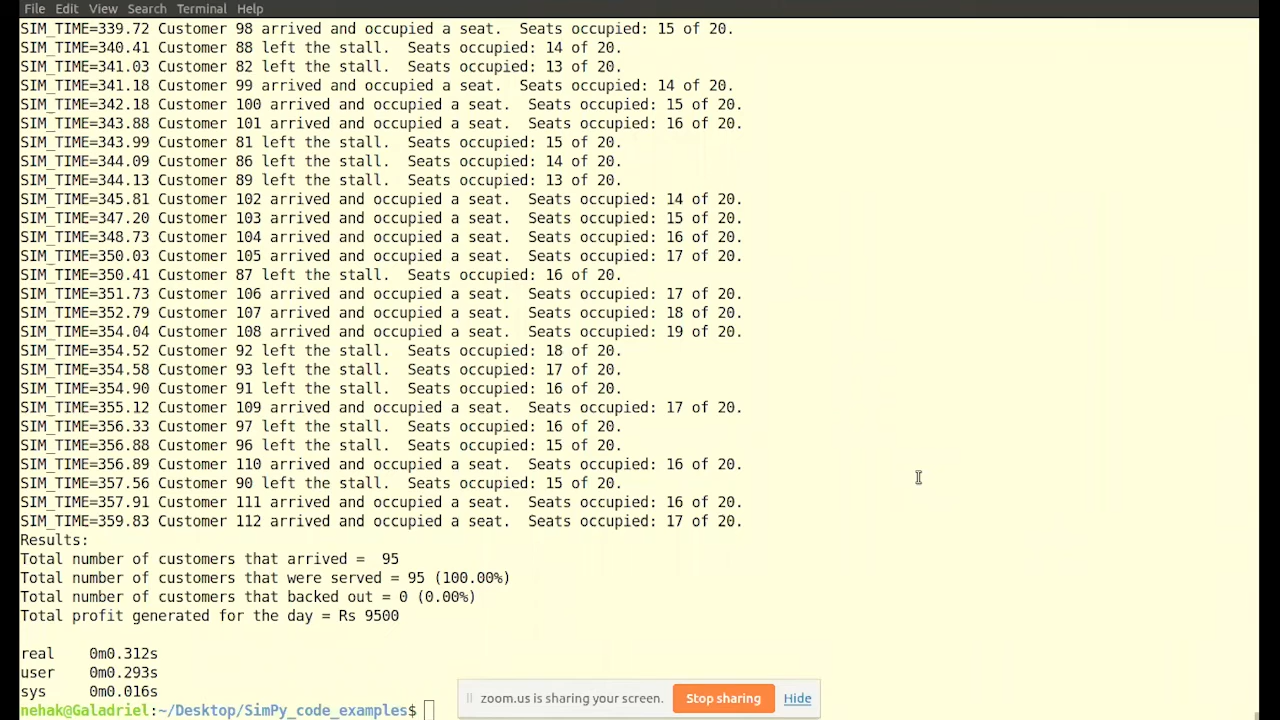 File Edit View Search Terminal Help
SIM_TIME=339.72 Customer 98 arrived and occupied a seat.  Seats occupied: 15 of 20.
SIM_TIME=340.41 Customer 88 left the stall.  Seats occupied: 14 of 20.
SIM_TIME=341.03 Customer 82 left the stall.  Seats occupied: 13 of 20.
SIM_TIME=341.18 Customer 99 arrived and occupied a seat.  Seats occupied: 14 of 20.
SIM_TIME=342.18 Customer 100 arrived and occupied a seat.  Seats occupied: 15 of 20.
SIM_TIME=343.88 Customer 101 arrived and occupied a seat.  Seats occupied: 16 of 20.
SIM_TIME=343.99 Customer 81 left the stall.  Seats occupied: 15 of 20.
SIM_TIME=344.09 Customer 86 left the stall.  Seats occupied: 14 of 20.
SIM_TIME=344.13 Customer 89 left the stall.  Seats occupied: 13 of 20.
SIM_TIME=345.81 Customer 102 arrived and occupied a seat.  Seats occupied: 14 of 20.
SIM_TIME=347.20 Customer 103 arrived and occupied a seat.  Seats occupied: 15 of 20.
SIM_TIME=348.73 Customer 104 arrived and occupied a seat.  Seats occupied: 16 of 20.
SIM_TIME=350.03 Customer 105 arrived and occupied a seat.  Seats occupied: 17 of 20.
SIM_TIME=350.41 Customer 87 left the stall.  Seats occupied: 16 of 20.
SIM_TIME=351.73 Customer 106 arrived and occupied a seat.  Seats occupied: 17 of 20.
SIM_TIME=352.79 Customer 107 arrived and occupied a seat.  Seats occupied: 18 of 20.
SIM_TIME=354.04 Customer 108 arrived and occupied a seat.  Seats occupied: 19 of 20.
SIM_TIME=354.52 Customer 92 left the stall.  Seats occupied: 18 of 20.
SIM_TIME=354.58 Customer 93 left the stall.  Seats occupied: 17 of 20.
SIM_TIME=354.90 Customer 91 left the stall.  Seats occupied: 16 of 20.
SIM_TIME=355.12 Customer 109 arrived and occupied a seat.  Seats occupied: 17 of 20.
SIM_TIME=356.33 Customer 97 left the stall.  Seats occupied: 16 of 20.
SIM_TIME=356.88 Customer 96 left the stall.  Seats occupied: 15 of 20.
SIM_TIME=356.89 Customer 110 arrived and occupied a seat.  Seats occupied: 16 of 20.
SIM_TIME=357.56 Customer 90 left the stall.  Seats occupied: 15 of 20.
SIM_TIME=357.91 Customer 111 arrived and occupied a seat.  Seats occupied: 16 of 20.
SIM_TIME=359.83 Customer 112 arrived and occupied a seat.  Seats occupied: 17 of 20.
Results:
Total number of customers that arrived =  95
Total number of customers that were served = 95 (100.00%)
Total number of customers that backed out = 0 (0.00%)
Total profit generated for the day = Rs 9500
real    0m0.312s
user    0m0.293s
sys     0m0.016s
zoom.us is sharing your screen. Stop sharing Hide
nehak@Galadriel:~/Desktop/SimPy_code_examples$